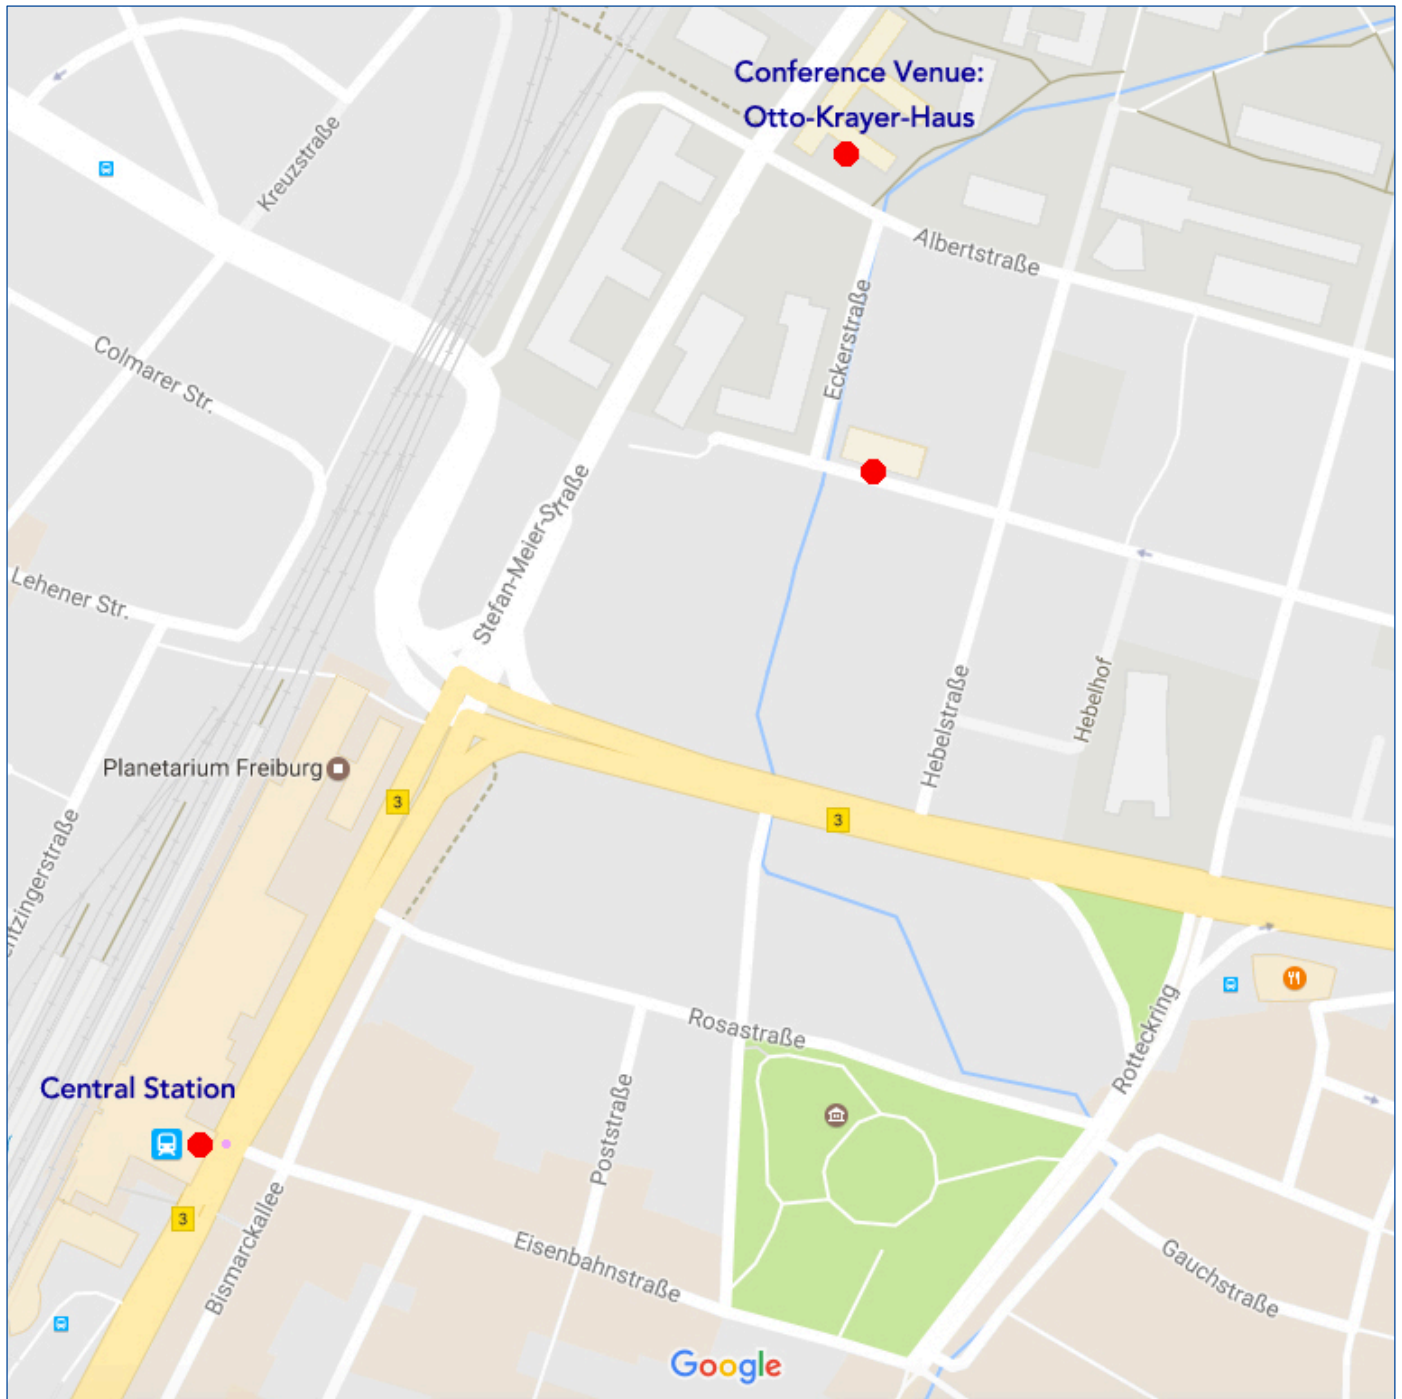 Conference Venue:
Otto-Krayer-Haus
Kreuzstraße
Albertstraße
Eckerstraße
Colmarer Str.
Stefan-Meier-Straße
Lehener Str.
Hebelstraße
Hebelhof
Planetarium Freiburg
3
3
ntzingerstraße
Rosastraße
Rotteckring
Central Station
Poststraße
3
Bismarckallee
Eisenbahnstraße
Gauchstraße
Google